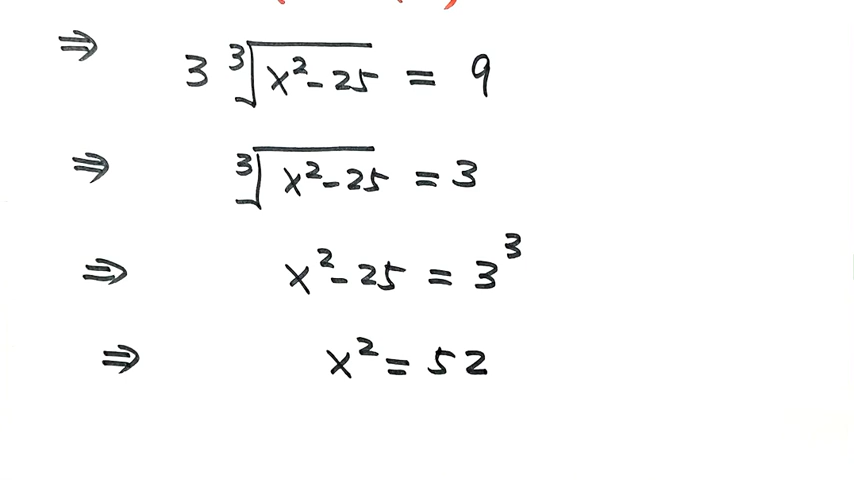 ⇒ 3 ∛(x²-25) = 9
⇒ ∛(x²-25) = 3
⇒ x²-25 = 3³
⇒ x² = 52